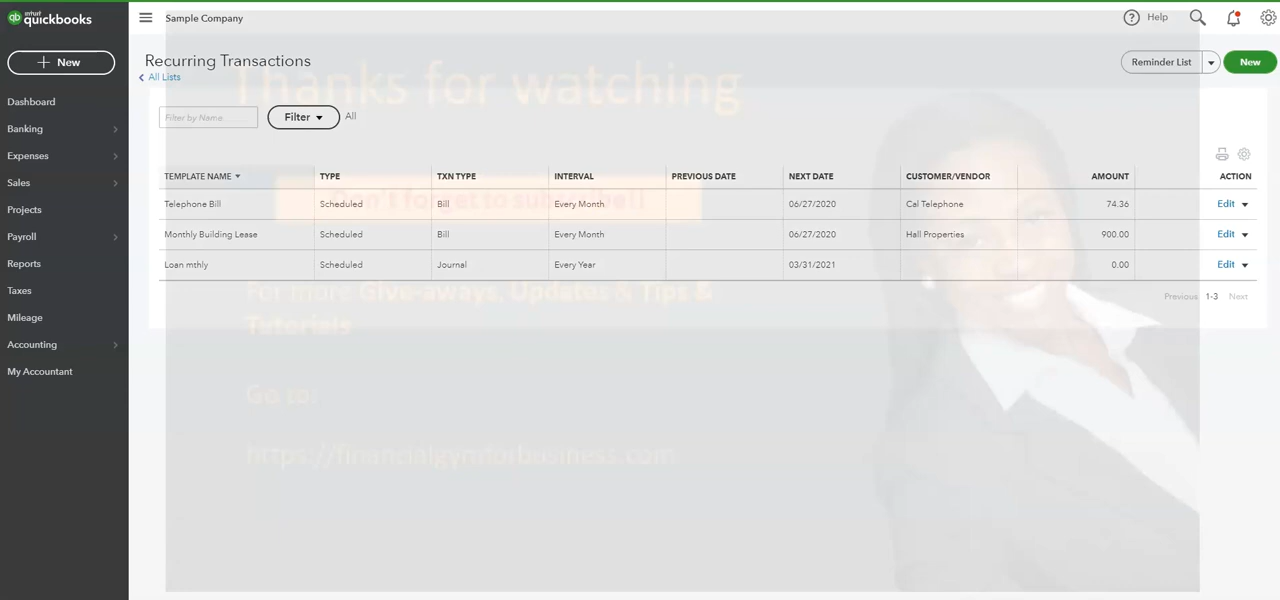 intuit
quickbooks
Sample Company
Help
New
Recurring Transactions
All Lists
Reminder List
New
Thanks for watching
Dashboard
Banking
Expenses
Sales
Projects
Payroll
Reports
Taxes
Mileage
Accounting
My Accountant
Filter by Name
Filter
All
TEMPLATE NAME TYPE TXN TYPE INTERVAL PREVIOUS DATE NEXT DATE CUSTOMER/VENDOR AMOUNT ACTION
Telephone Bill Scheduled Bill Every Month 06/27/2020 Cal Telephone 74.36 Edit
Don't forget to subscribe!!
Monthly Building Lease Scheduled Bill Every Month 06/27/2020 Hall Properties 900.00 Edit
Loan mthly Scheduled Journal Every Year 03/31/2021 0.00 Edit
Previous 1-3 Next
For more Give-aways, Updates & Tips &
Tutorials
Go to:
https://financialgymforbusiness.com